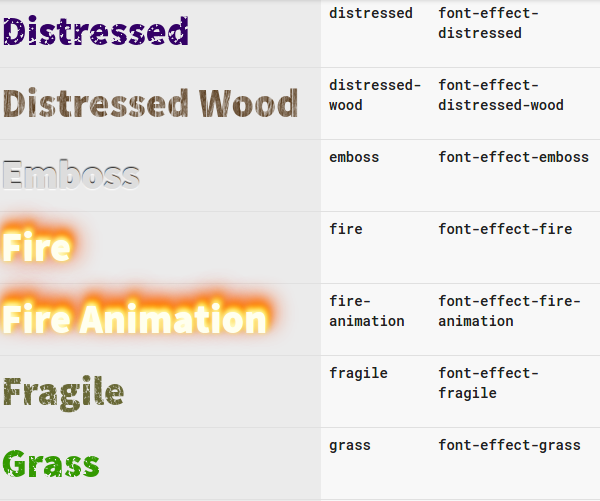 Distressed
distressed
font-effect-
distressed
Distressed Wood
distressed-
wood
font-effect-
distressed-wood
Emboss
emboss
font-effect-emboss
Fire
fire
font-effect-fire
Fire Animation
fire-
animation
font-effect-fire-
animation
Fragile
fragile
font-effect-
fragile
Grass
grass
font-effect-grass